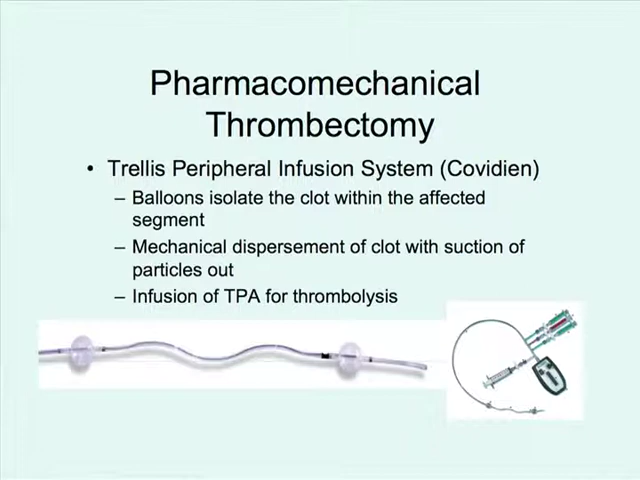 Pharmacomechanical
Thrombectomy
• Trellis Peripheral Infusion System (Covidien)
– Balloons isolate the clot within the affected
segment
– Mechanical dispersement of clot with suction of
particles out
– Infusion of TPA for thrombolysis